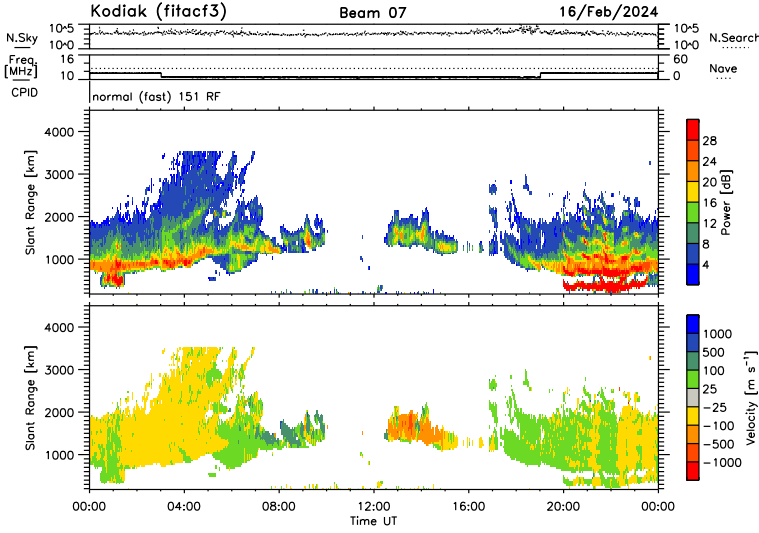 Kodiak (fitacf3) Beam 07 16/Feb/2024
N.Sky 10^5 10^0 10^5 10^0 N.Search
Freq. [MHz] 16 10 60 0 Nave
CPID normal (fast) 151 RF
4000
3000
2000
1000
Slant Range [km]
28
24
20
16
12
8
4
Power [dB]
4000
3000
2000
1000
Slant Range [km]
1000
500
100
25
-25
-100
-500
-1000
Velocity [m s^-1]
00:00 04:00 08:00 12:00 16:00 20:00 00:00
Time UT